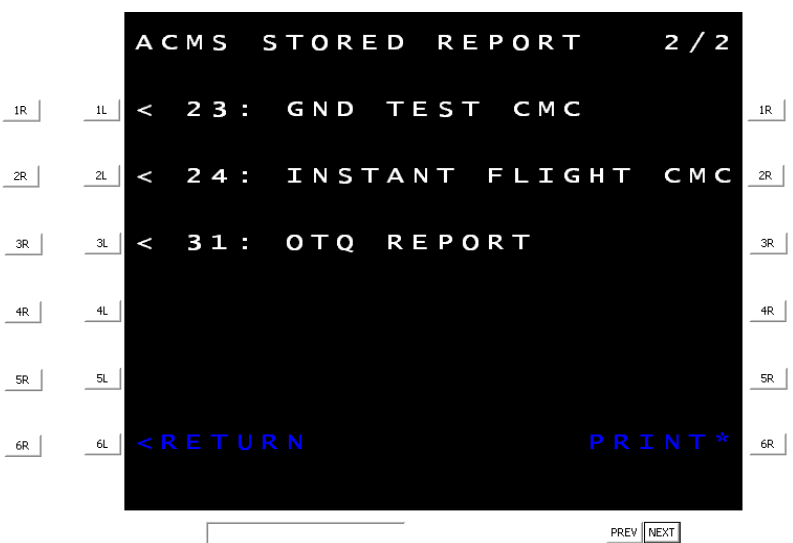 ACMS STORED REPORT 2/2
1R 1L < 23: GND TEST CMC 1R
2R 2L < 24: INSTANT FLIGHT CMC 2R
3R 3L < 31: OTQ REPORT 3R
4R 4L 4R
5R 5L 5R
6R 6L <RETURN PRINT* 6R
PREV NEXT